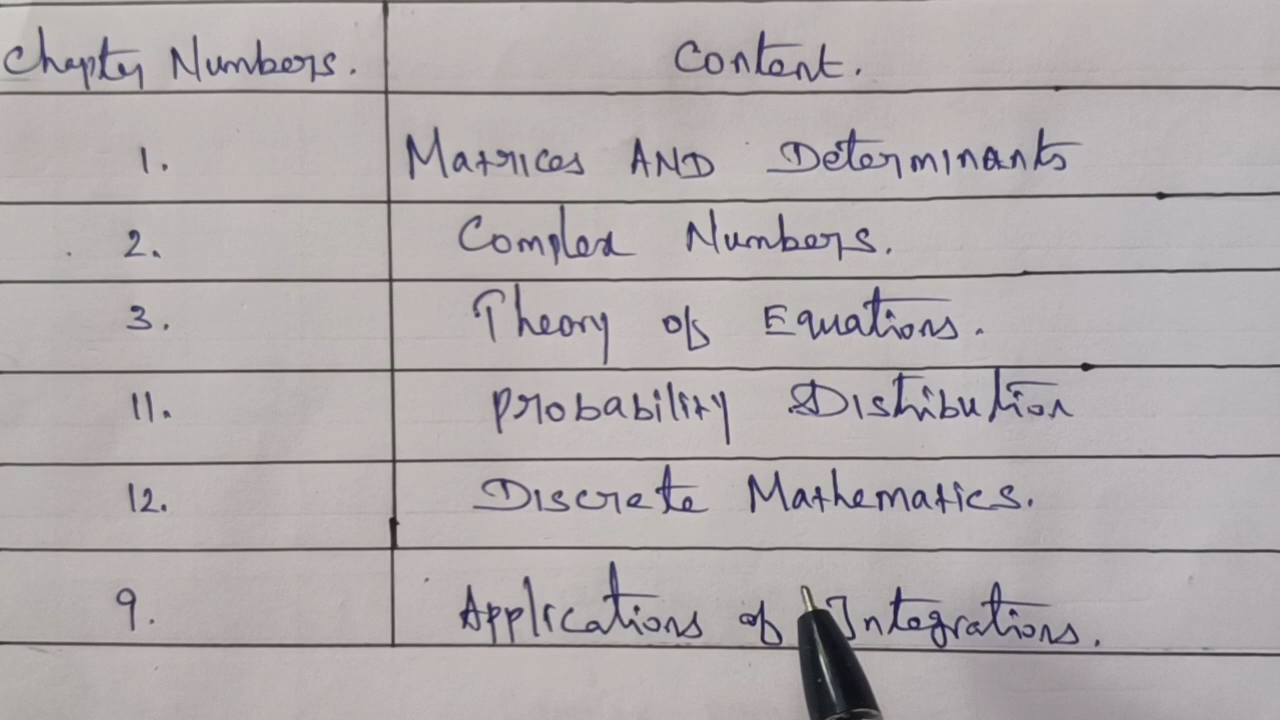 Chapter Numbers. Content.
1. Matrices AND Determinants
2. Complex Numbers.
3. Theory of Equations.
11. Probability Distribution
12. Discrete Mathematics.
9. Applications of Integrations.